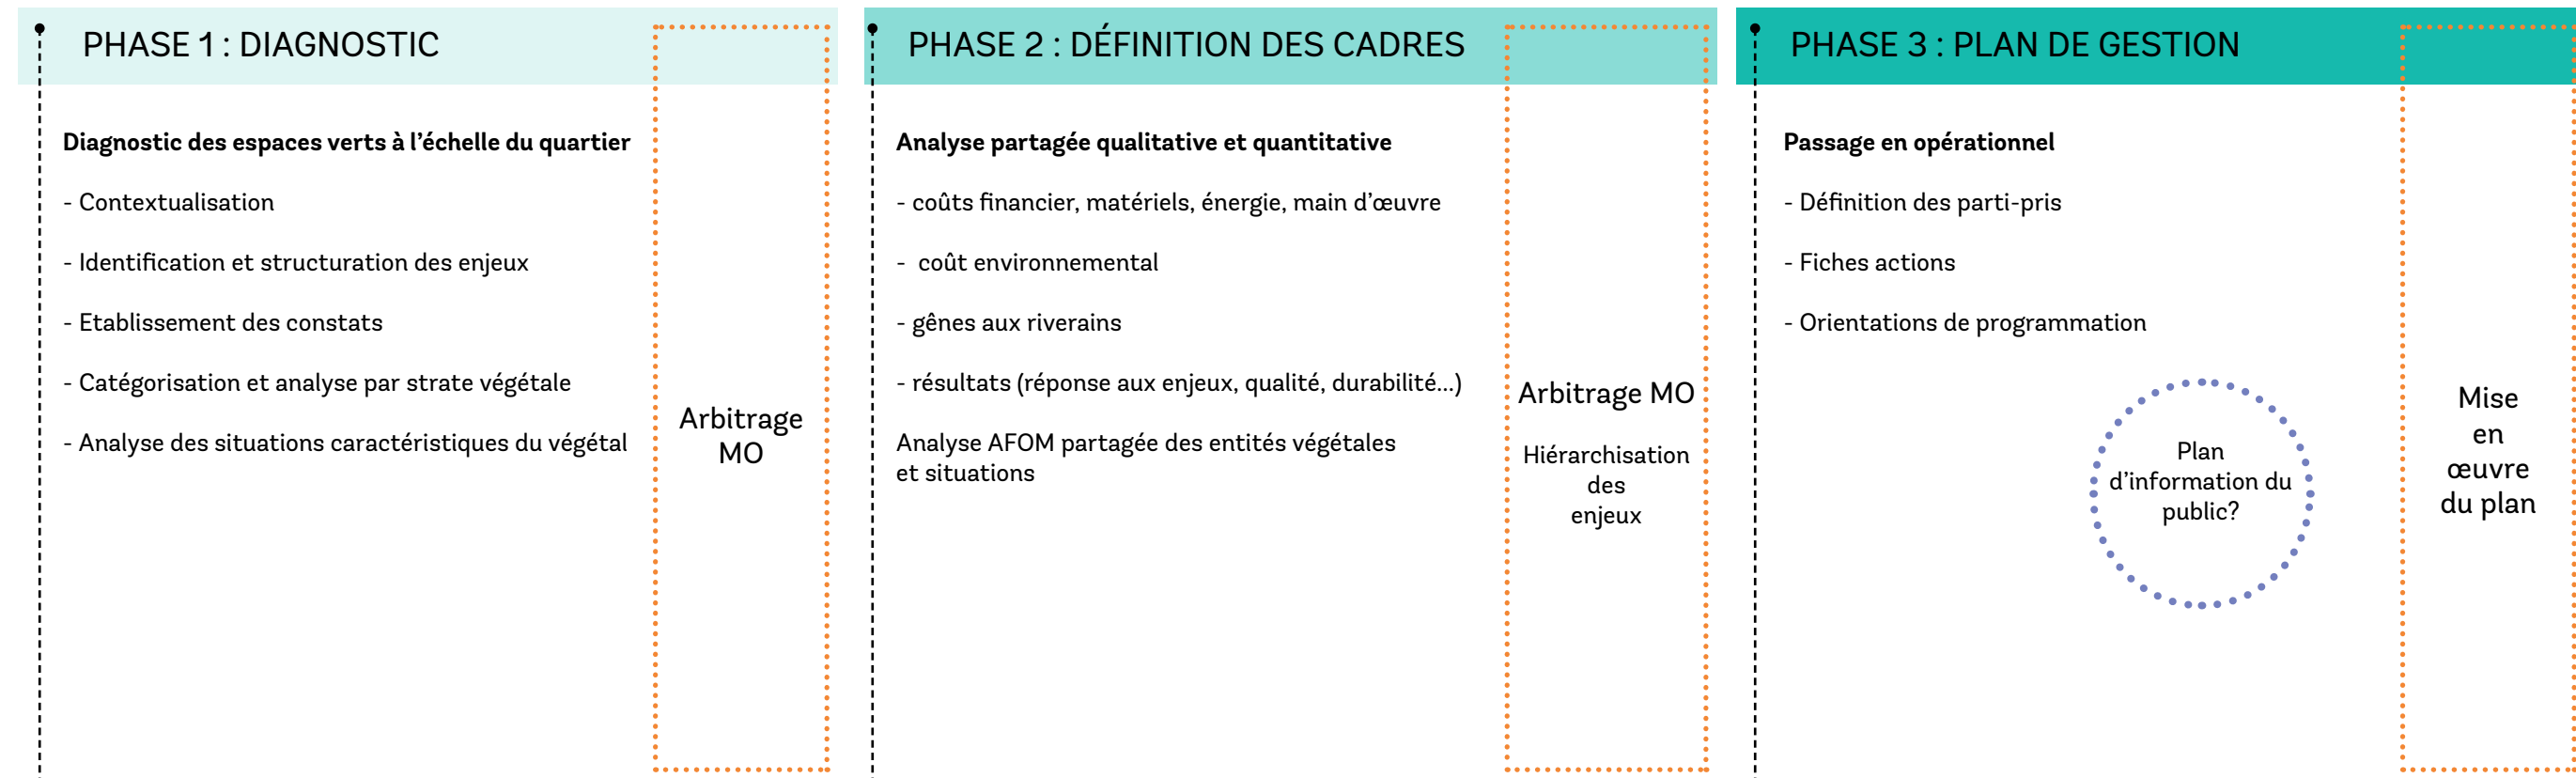 PHASE 1 : DIAGNOSTIC
Diagnostic des espaces verts à l’échelle du quartier
- Contextualisation
- Identification et structuration des enjeux
- Etablissement des constats
- Catégorisation et analyse par strate végétale
- Analyse des situations caractéristiques du végétal
Arbitrage
MO
PHASE 2 : DÉFINITION DES CADRES
Analyse partagée qualitative et quantitative
- coûts financier, matériels, énergie, main d’œuvre
- coût environnemental
- gênes aux riverains
- résultats (réponse aux enjeux, qualité, durabilité...)
Analyse AFOM partagée des entités végétales
et situations
Arbitrage MO
Hiérarchisation
des
enjeux
PHASE 3 : PLAN DE GESTION
Passage en opérationnel
- Définition des parti-pris
- Fiches actions
- Orientations de programmation
Plan
d’information du
public?
Mise
en
œuvre
du plan